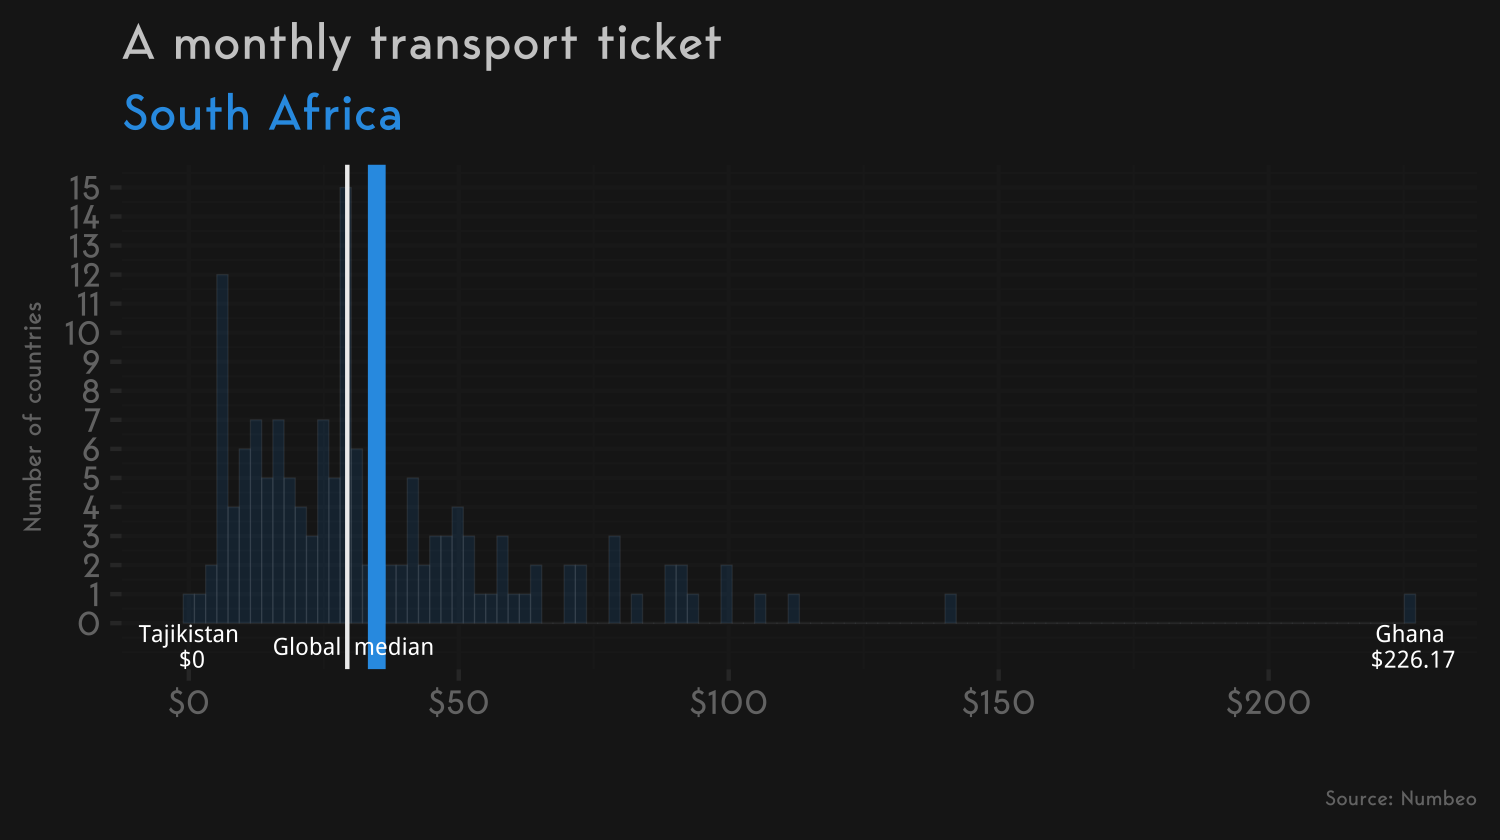 A monthly transport ticket
South Africa
Number of countries
15
14
13
12
11
10
9
8
7
6
5
4
3
2
1
0
Tajikistan
$0
Global median
Ghana
$226.17
$0 $50 $100 $150 $200
Source: Numbeo